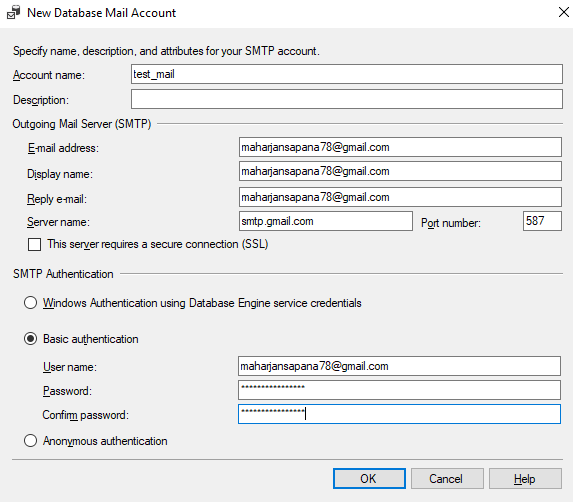 New Database Mail Account
Specify name, description, and attributes for your SMTP account.
Account name: test_mail
Description:
Outgoing Mail Server (SMTP)
E-mail address: maharjansapana78@gmail.com
Display name: maharjansapana78@gmail.com
Reply e-mail: maharjansapana78@gmail.com
Server name: smtp.gmail.com Port number: 587
This server requires a secure connection (SSL)
SMTP Authentication
Windows Authentication using Database Engine service credentials
Basic authentication
User name: maharjansapana78@gmail.com
Password: ****************
Confirm password: ****************
Anonymous authentication
OK Cancel Help